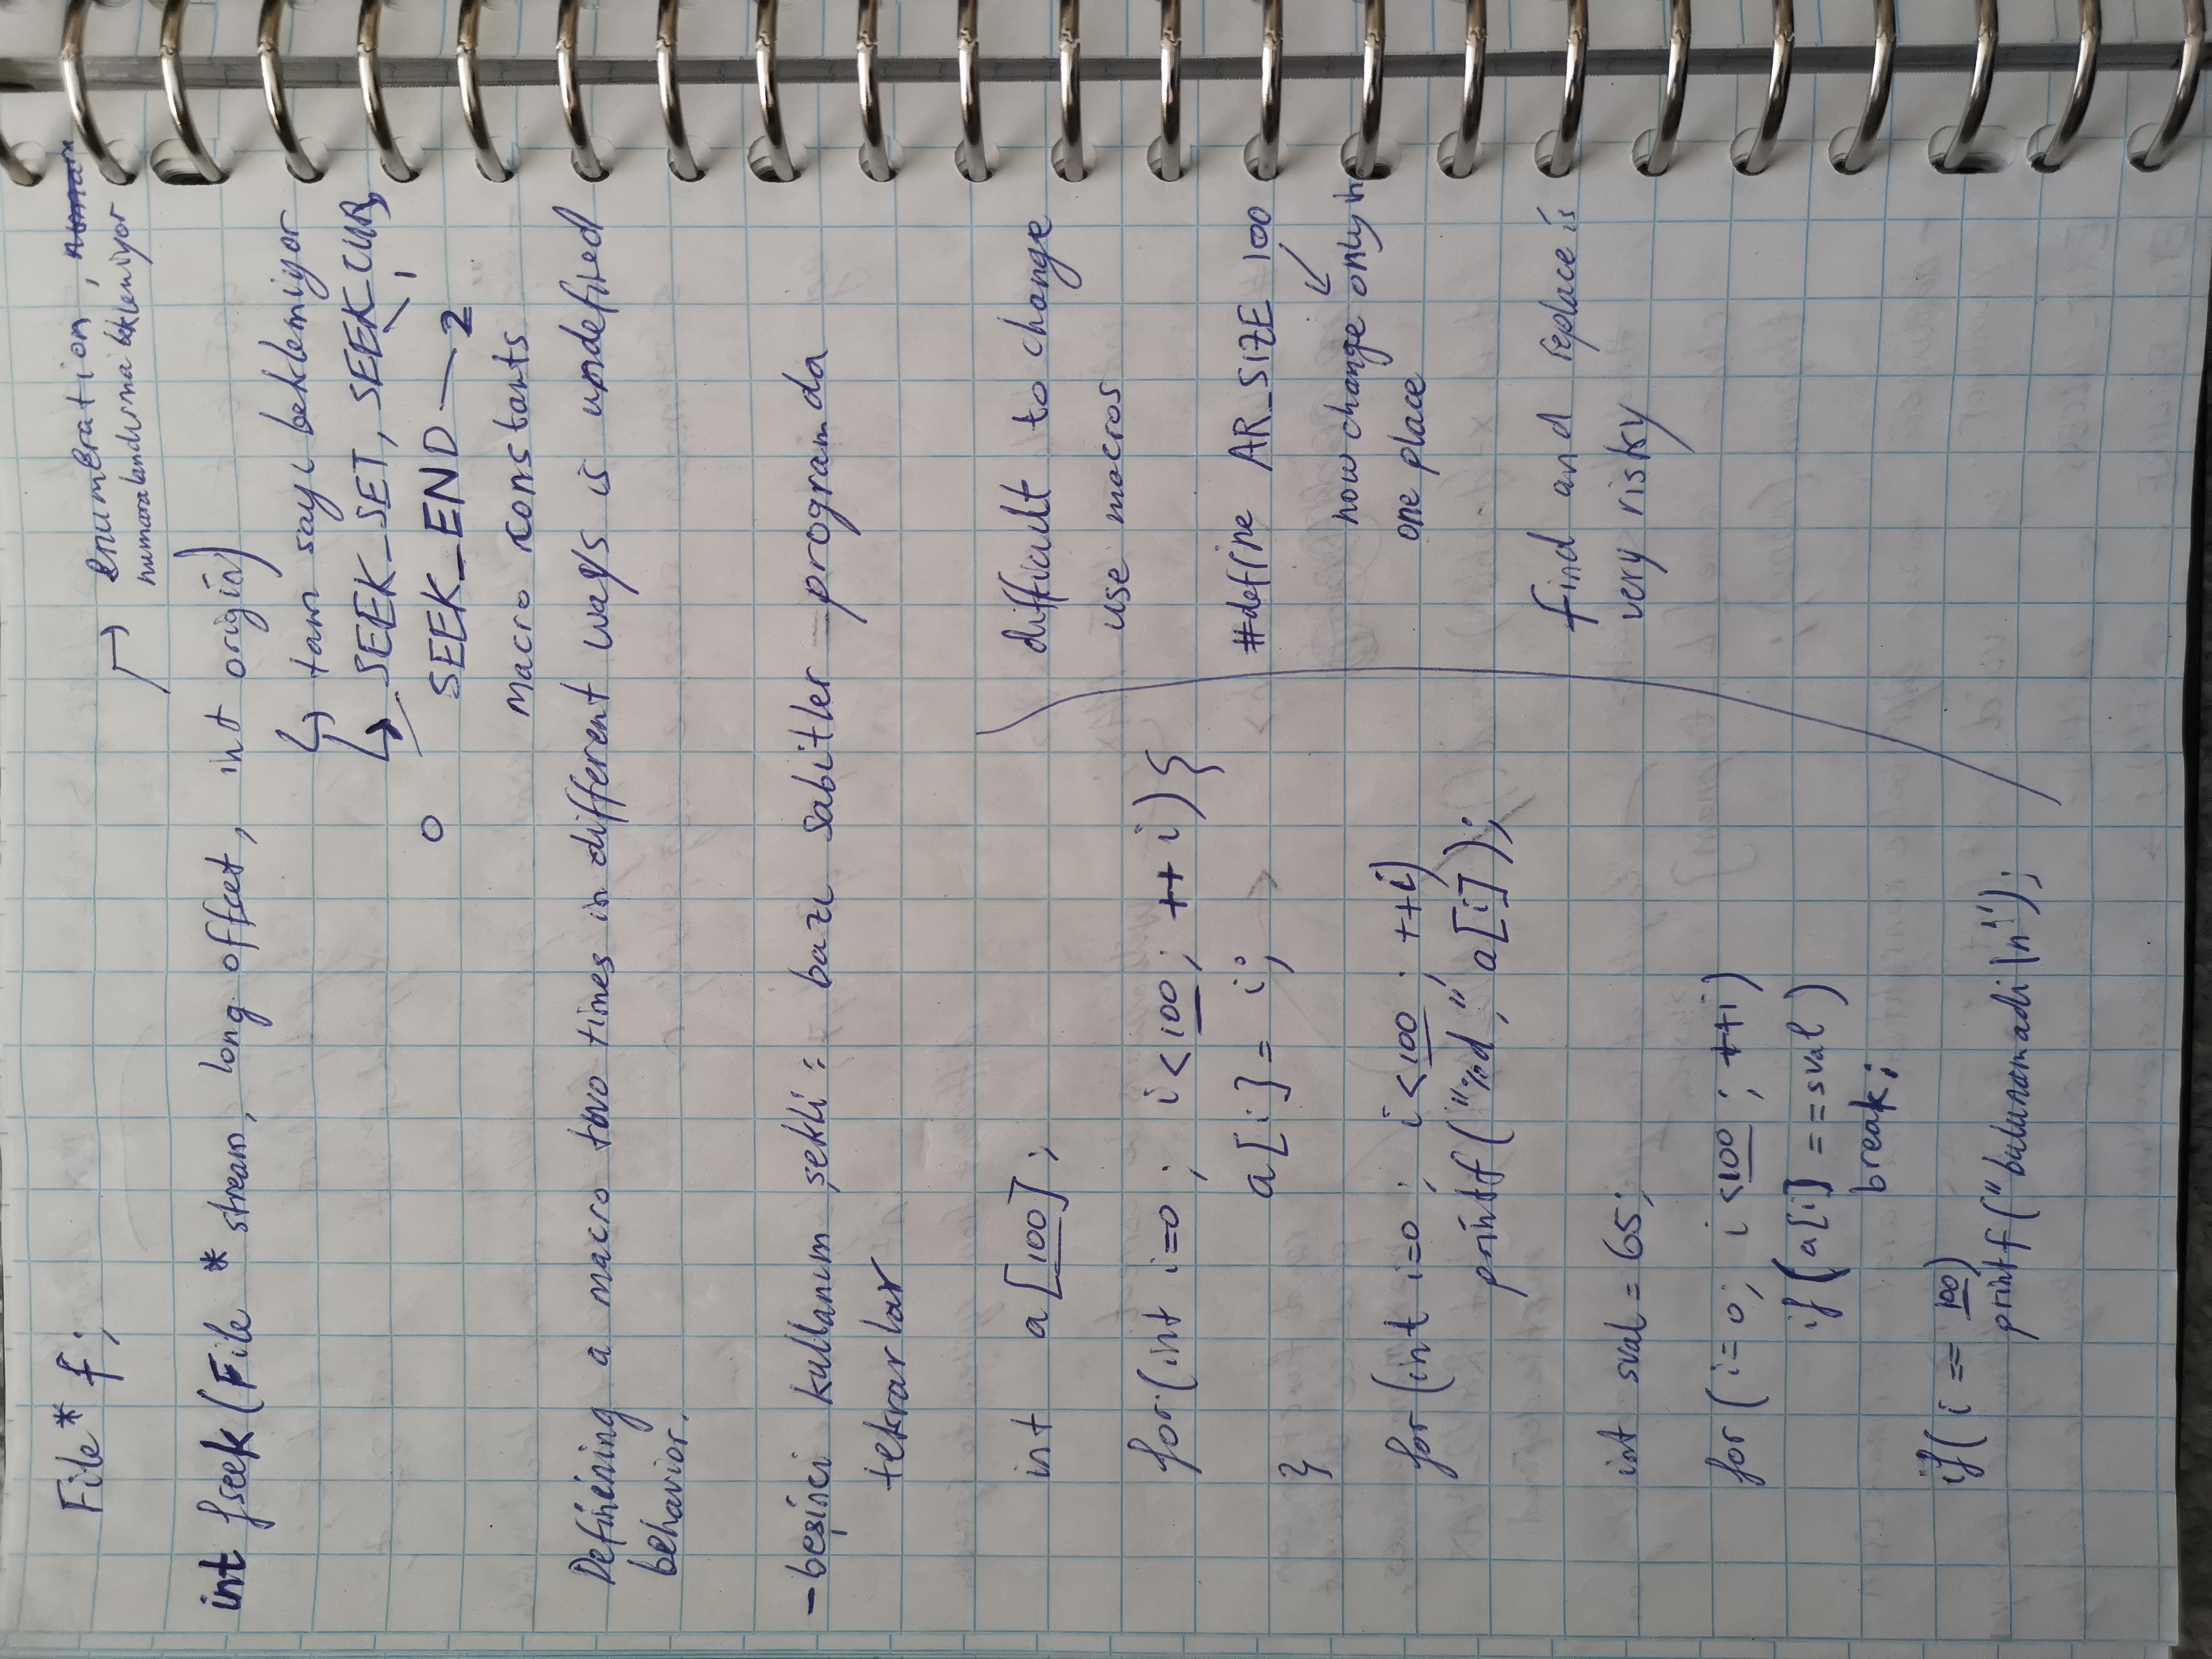 File* f;
enumeration,
numaralandırma beklemiyor
int fseek(File * stream, long offset, int origin)
tam sayı beklemiyor
SEEK_SET, SEEK_CUR,
0
1
SEEK_END — 2
macro constants
Definening a macro two times in different ways is undefined
behavior.
- beşinci kullanım şekli: bazı sabitler programda
tekrarlar
int a[100];
for(int i=0; i<100; ++i){
a[i]= i;
}
for(int i=0; i<100; ++i)
printf("%d," a[i]);
int sval = 65;
for(i=0; i<100; ++i)
if(a[i] ==sval)
break;
if(i == 100)
printf("bulunamadi\n");
difficult to change
use macros
#define AR_SIZE 100
now change only in
one place
find and replace is
very risky